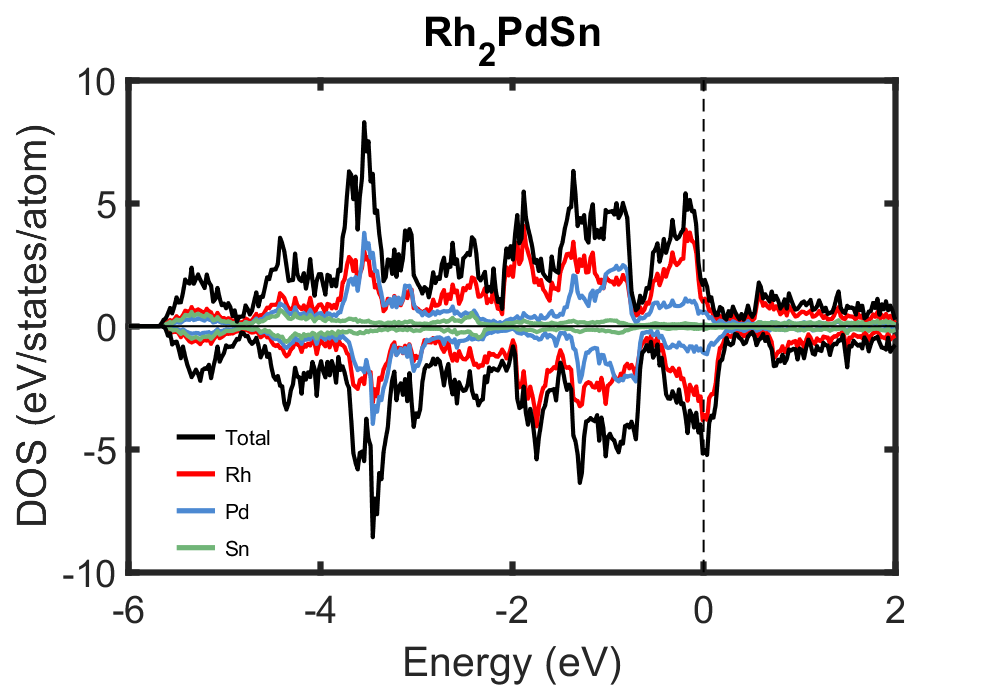 Rh₂PdSn
10
5
0
-5
-10
DOS (eV/states/atom)
Total
Rh
Pd
Sn
-6 -4 -2 0 2
Energy (eV)